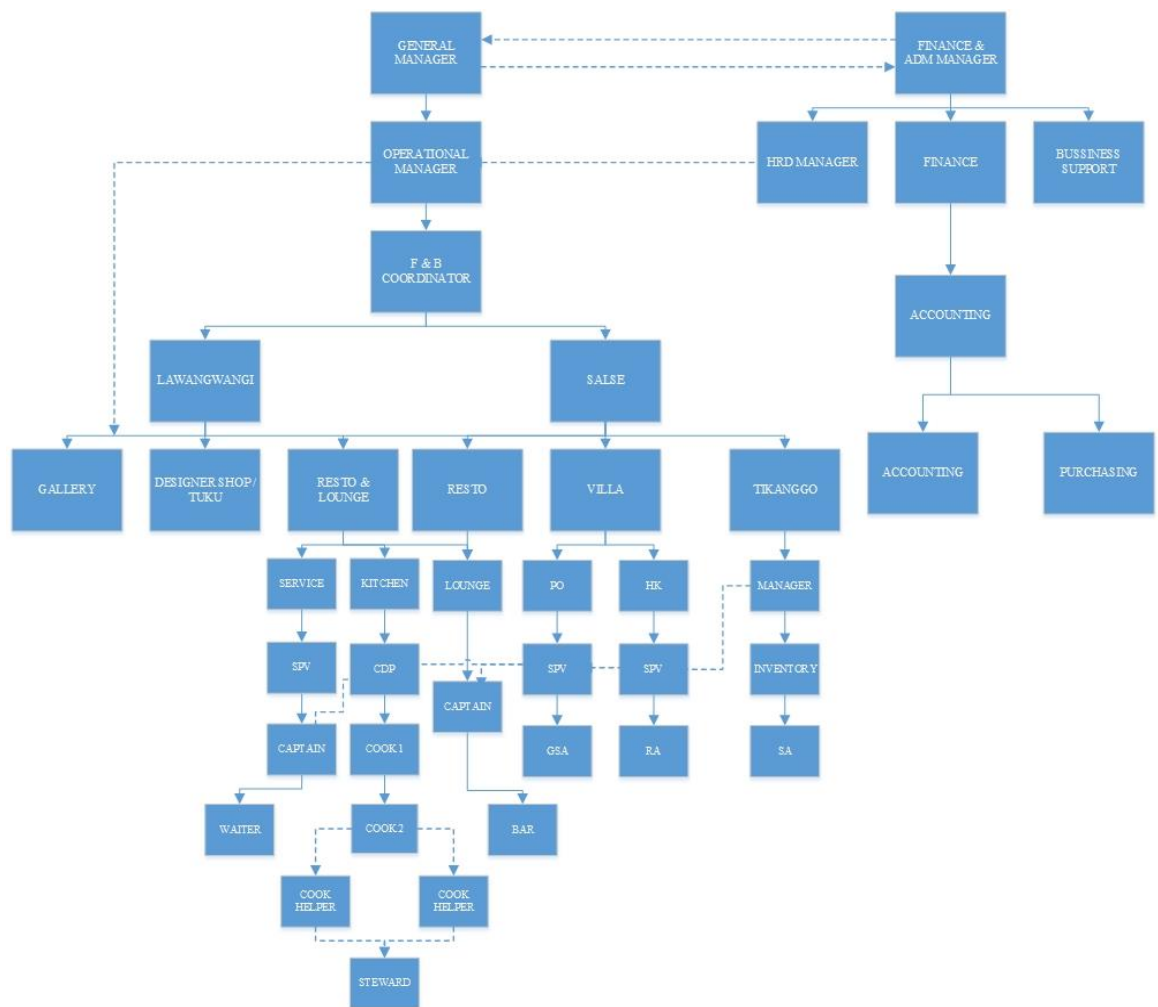 GENERAL
MANAGER
FINANCE &
ADM MANAGER
OPERATIONAL
MANAGER
HRD MANAGER
FINANCE
BUSSINESS
SUPPORT
F & B
COORDINATOR
ACCOUNTING
LAWANGWANGI
SALSE
GALLERY
DESIGNER SHOP /
TUKU
RESTO &
LOUNGE
RESTO
VILLA
TIKANGGO
ACCOUNTING
PURCHASING
SERVICE
KITCHEN
LOUNGE
PO
HK
MANAGER
SPV
CDP
SPV
SPV
INVENTORY
CAPTAIN
CAPTAIN
COOK 1
GSA
RA
SA
WAITER
COOK 2
BAR
COOK
HELPER
COOK
HELPER
STEWARD